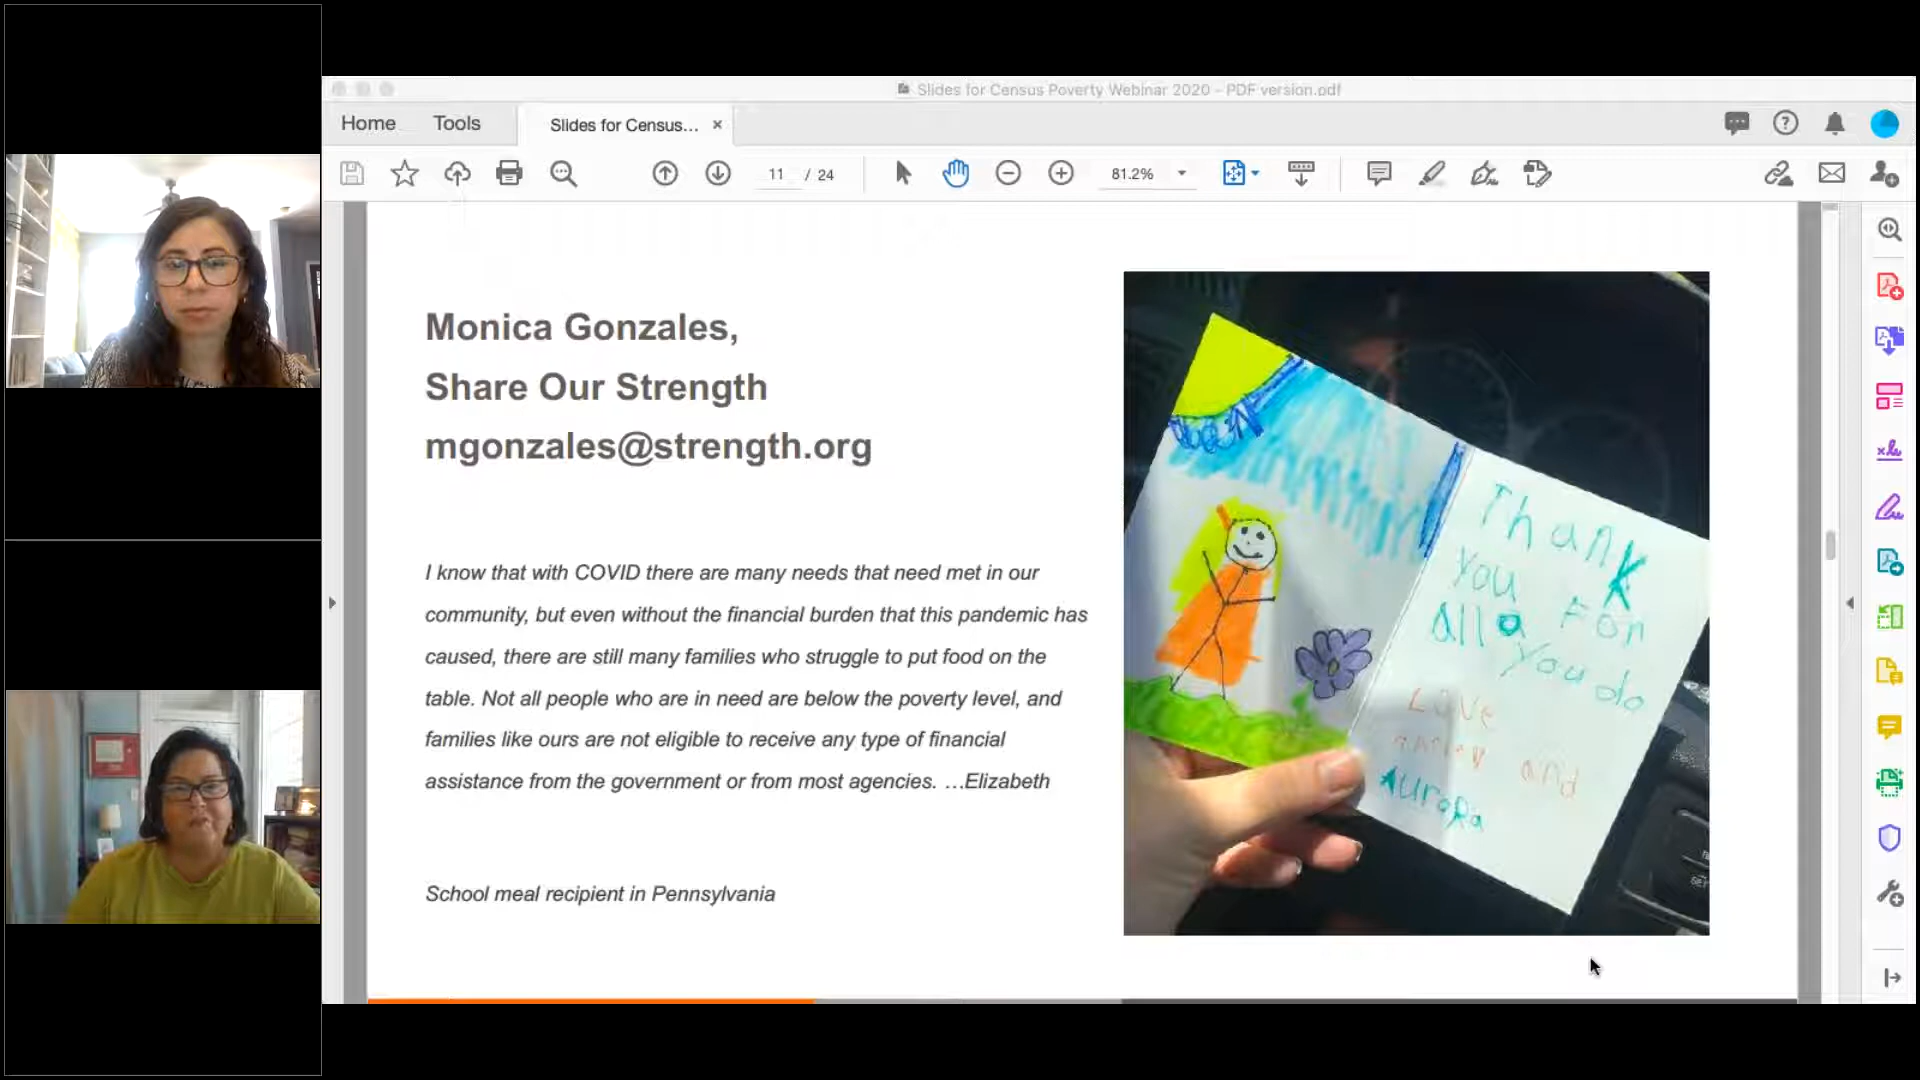 Slides for Census Poverty Webinar 2020 - PDF version.pdf
Home
Tools
Slides for Census...
11 / 24
81.2%
Monica Gonzales,
Share Our Strength
mgonzales@strength.org
I know that with COVID there are many needs that need met in our
community, but even without the financial burden that this pandemic has
caused, there are still many families who struggle to put food on the
table. Not all people who are in need are below the poverty level, and
families like ours are not eligible to receive any type of financial
assistance from the government or from most agencies. ...Elizabeth
School meal recipient in Pennsylvania
Thank
you for
all
you do
Love
and
Aurora